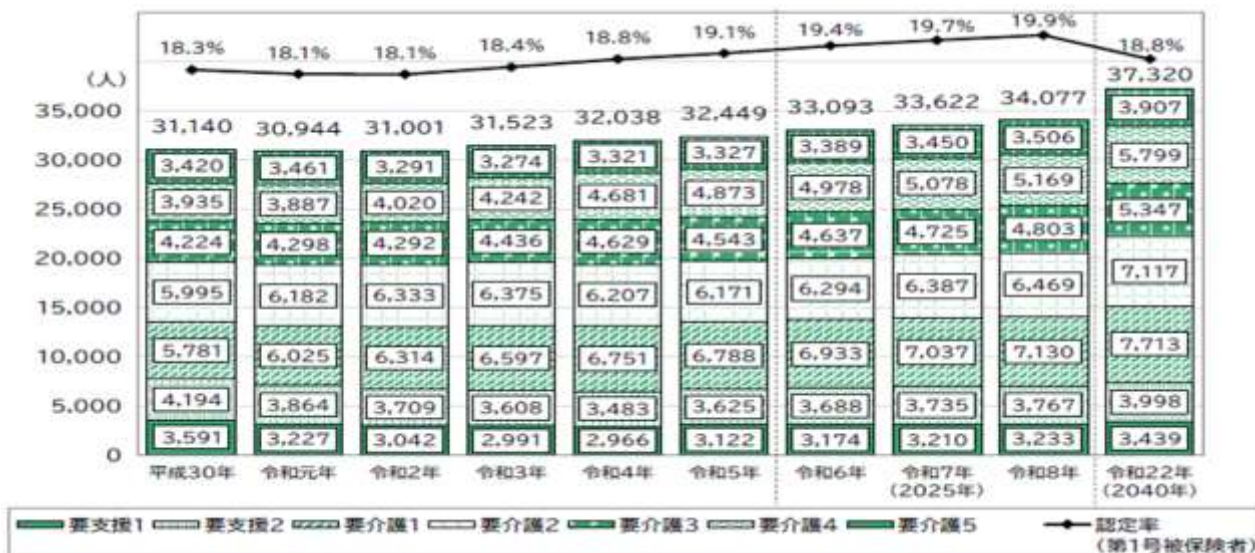 18.3% 18.1% 18.1% 18.4% 18.8% 19.1% 19.4% 19.7% 19.9% 18.8%
(人)
37,320
35,000
31,140 30,944 31,001 31,523 32,038 32,449 33,093 33,622 34,077
3,420 3,461 3,291 3,274 3,321 3,327 3,389 3,450 3,506 3,907
30,000
3,935 3,887 4,020 4,242 4,681 4,873 4,978 5,078 5,169 5,799
25,000
4,224 4,298 4,292 4,436 4,629 4,543 4,637 4,725 4,803 5,347
20,000
5,995 6,182 6,333 6,375 6,207 6,171 6,294 6,387 6,469 7,117
15,000
5,781 6,025 6,314 6,597 6,751 6,788 6,933 7,037 7,130 7,713
10,000
4,194 3,864 3,709 3,608 3,483 3,625 3,688 3,735 3,767 3,998
5,000
3,591 3,227 3,042 2,991 2,966 3,122 3,174 3,210 3,233 3,439
0
平成30年 令和元年 令和2年 令和3年 令和4年 令和5年 令和6年 令和7年 令和8年 令和22年
(2025年) (2040年)
要支援1 要支援2 要介護1 要介護2 要介護3 要介護4 要介護5 認定率
(第1号被保険者)